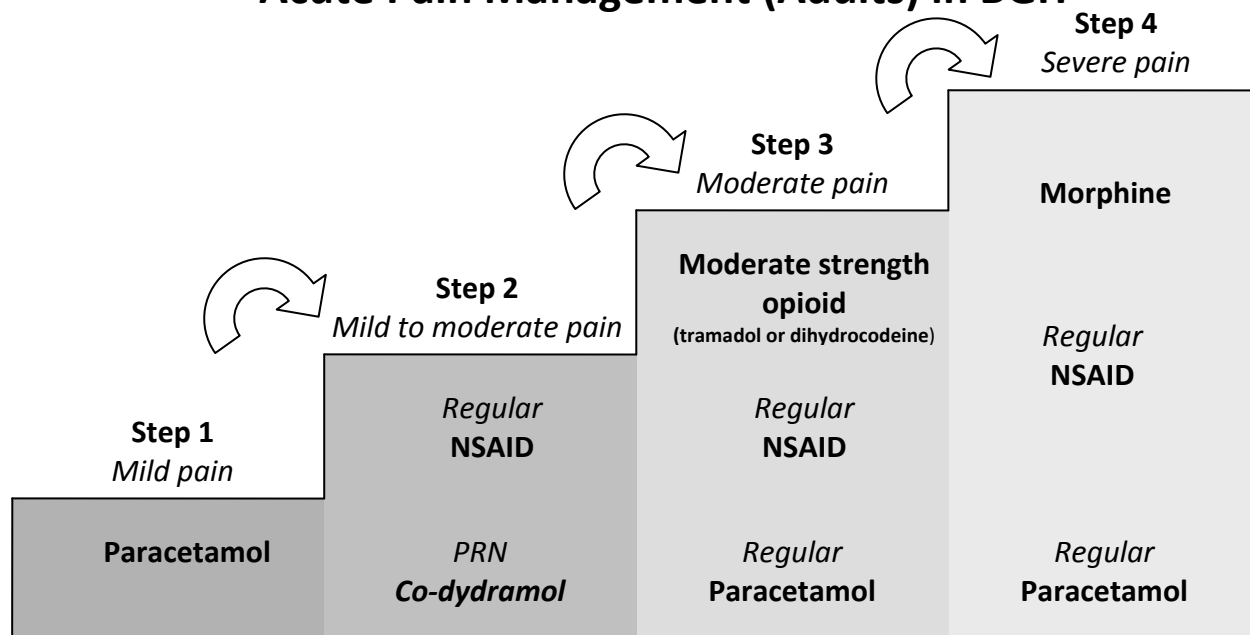 Acute Pain Management (Adults) in BGH
Step 4
Severe pain
Step 3
Moderate pain
Morphine
Moderate strength
opioid
(tramadol or dihydrocodeine)
Step 2
Mild to moderate pain
Regular
NSAID
Regular
NSAID
Regular
NSAID
Step 1
Mild pain
Paracetamol
PRN
Co-dydramol
Regular
Paracetamol
Regular
Paracetamol